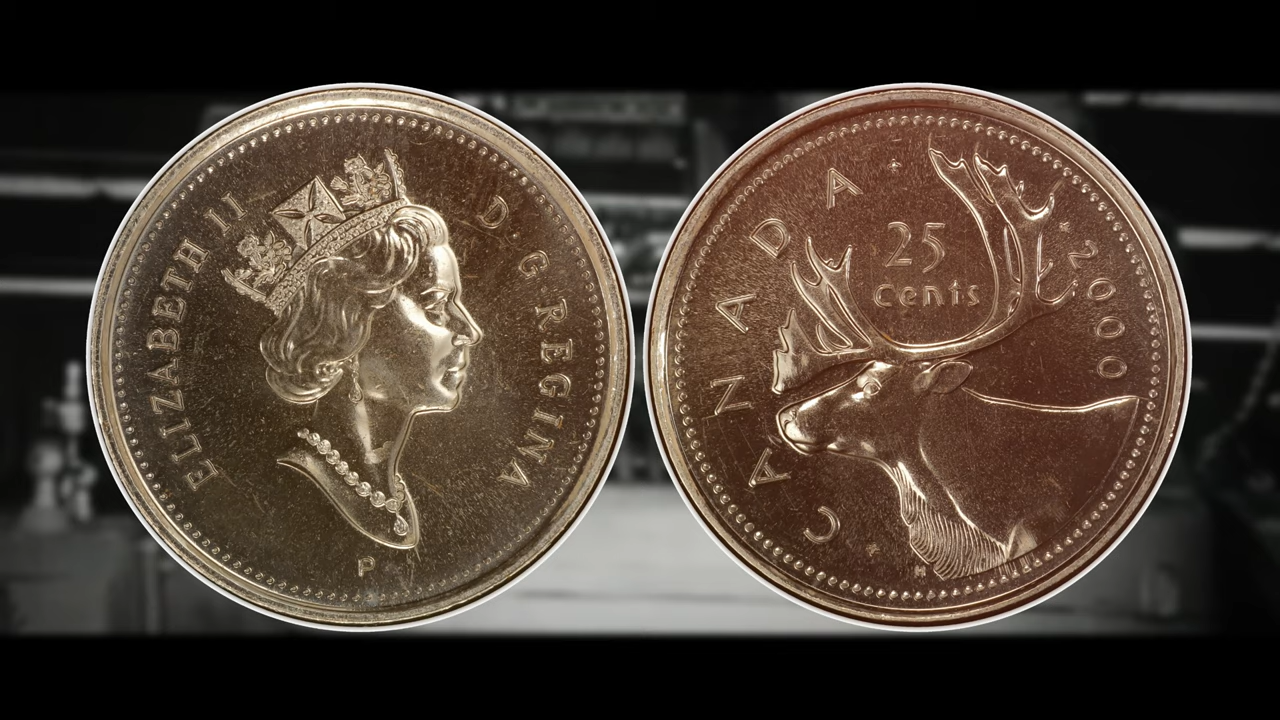 ELIZABETH II
D. G. REGINA
P
CANADA
25
cents
2000
H